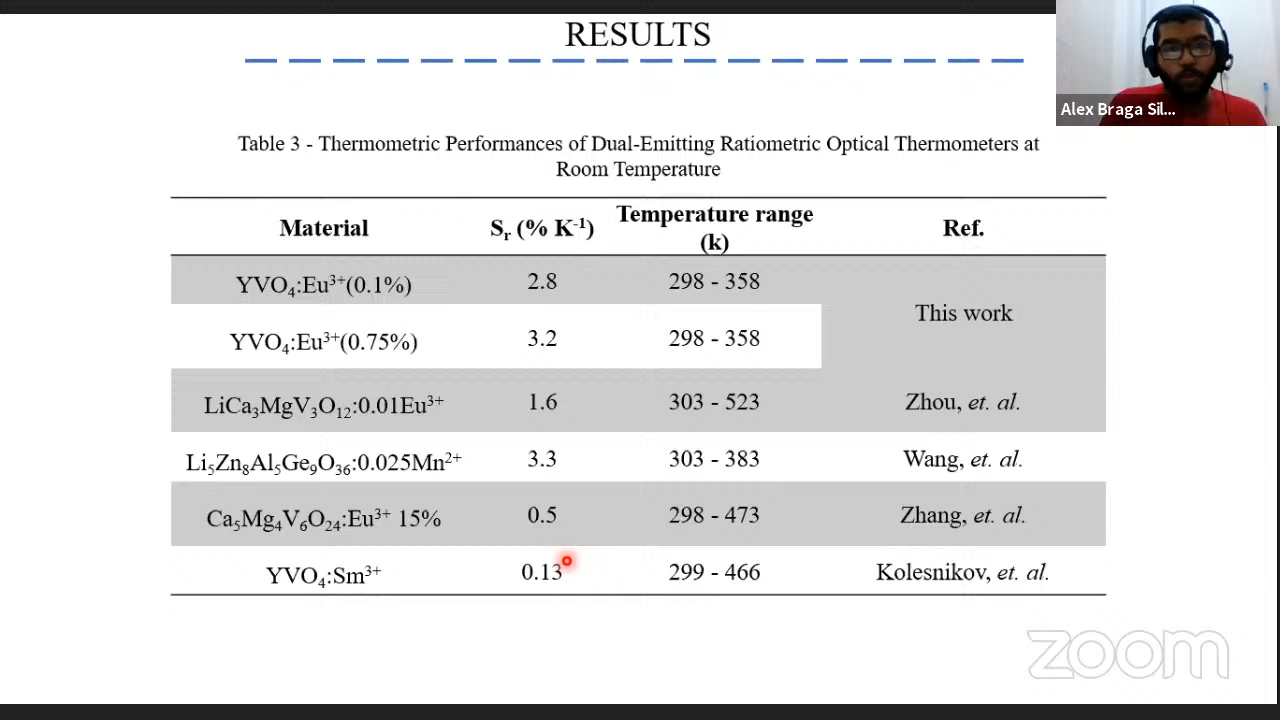 RESULTS
Alex Braga Sil...
Table 3 - Thermometric Performances of Dual-Emitting Ratiometric Optical Thermometers at
Room Temperature
Material Sᵣ (% K⁻¹) Temperature range (k) Ref.
YVO₄:Eu³⁺(0.1%) 2.8 298 - 358 This work
YVO₄:Eu³⁺(0.75%) 3.2 298 - 358
LiCa₃MgV₃O₁₂:0.01Eu³⁺ 1.6 303 - 523 Zhou, et. al.
Li₅Zn₈Al₅Ge₉O₃₆:0.025Mn²⁺ 3.3 303 - 383 Wang, et. al.
Ca₅Mg₄V₆O₂₄:Eu³⁺ 15% 0.5 298 - 473 Zhang, et. al.
YVO₄:Sm³⁺ 0.13 299 - 466 Kolesnikov, et. al.
zoom